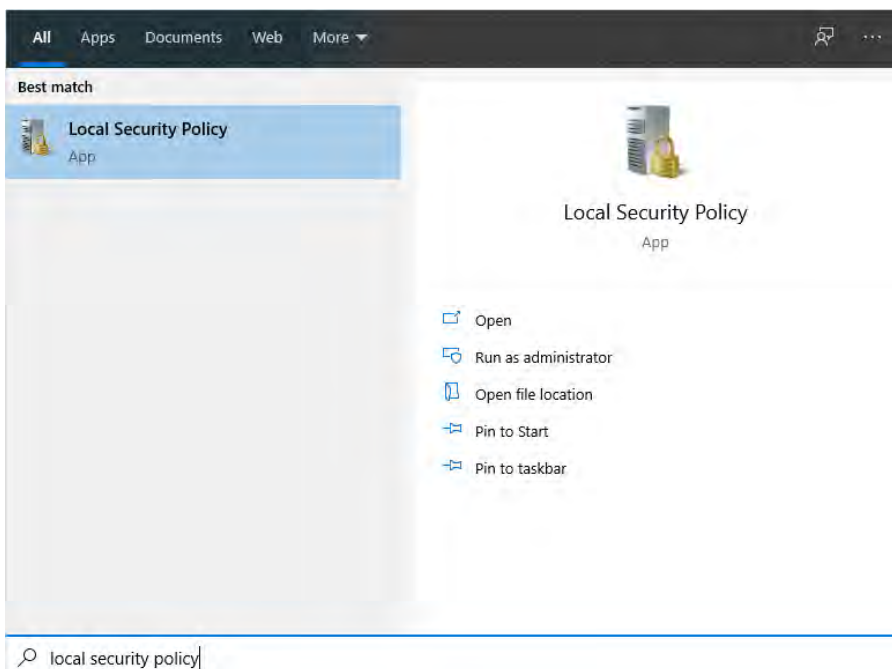 All Apps Documents Web More
Best match
Local Security Policy
App
Local Security Policy
App
Open
Run as administrator
Open file location
Pin to Start
Pin to taskbar
local security policy